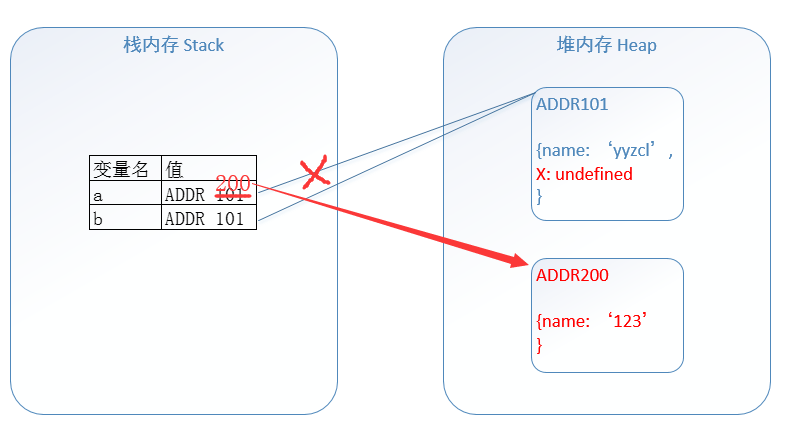 栈内存 Stack
堆内存 Heap
ADDR101
{name: ‘yyzcl’,
X: undefined
}
变量名 值
200
a ADDR 101
b ADDR 101
ADDR200
{name: ‘123’
}